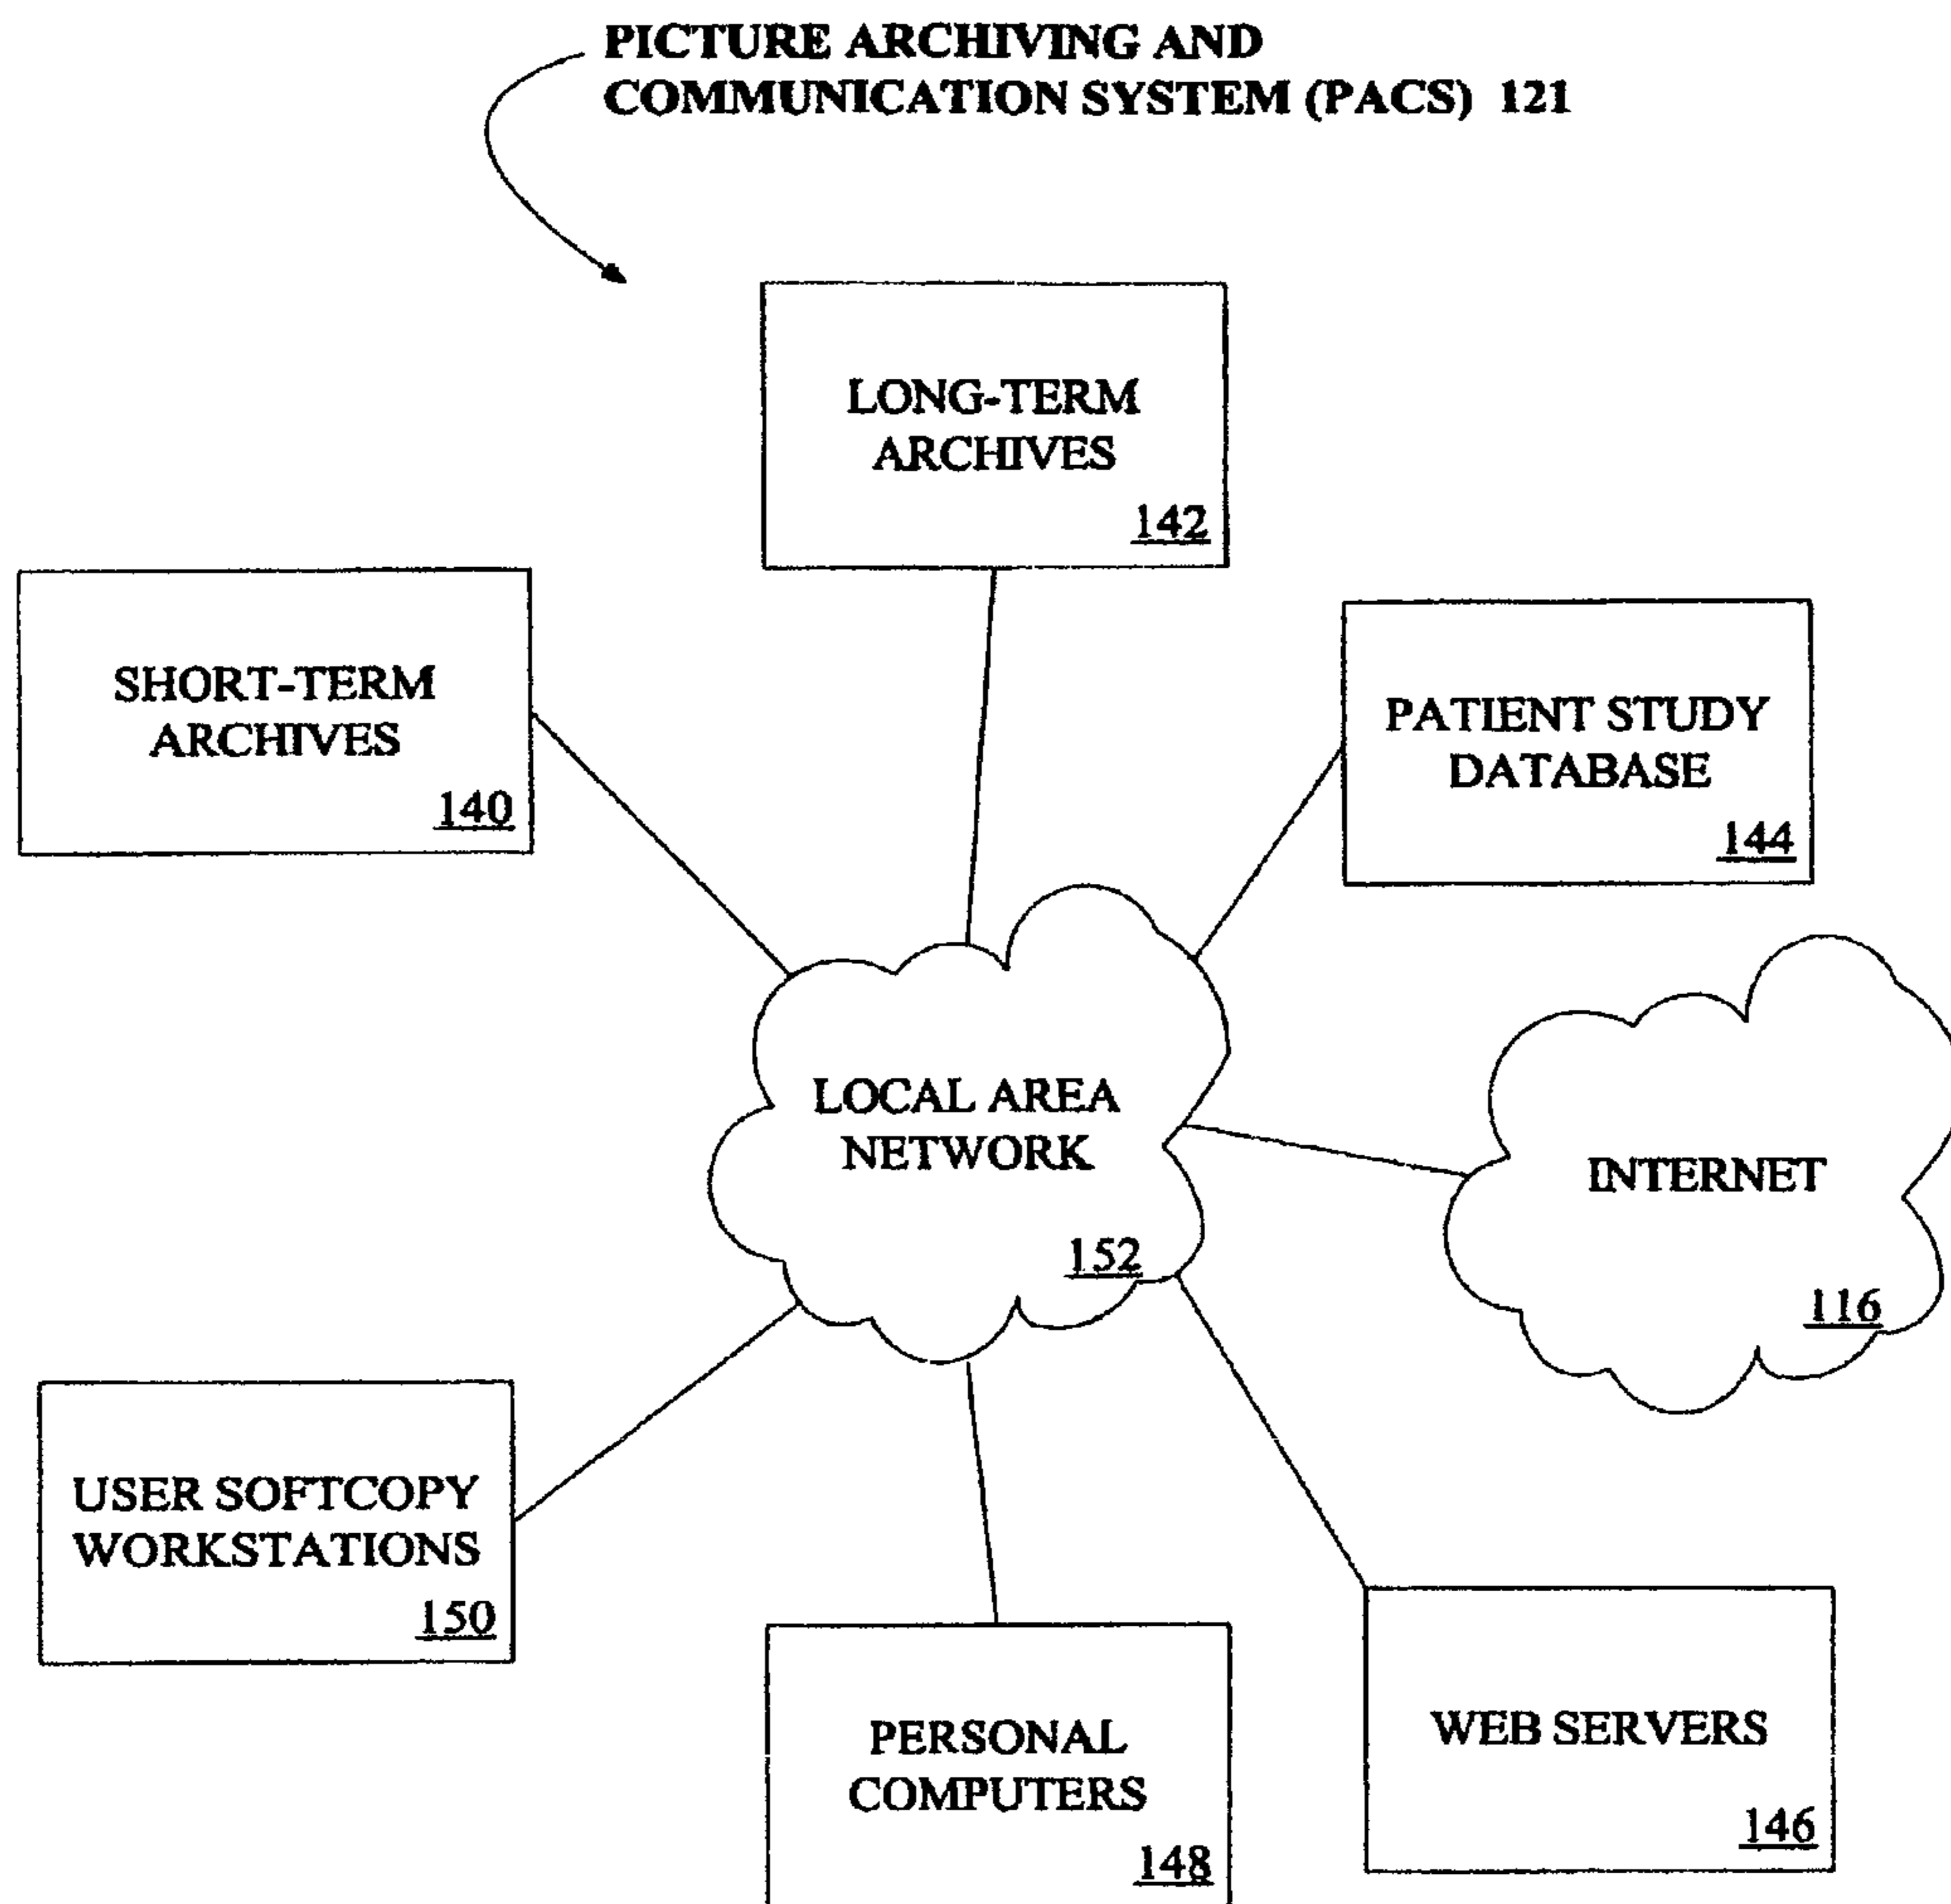 PICTURE ARCHIVING AND
COMMUNICATION SYSTEM (PACS) 121
LONG-TERM
ARCHIVES
142
SHORT-TERM
ARCHIVES
140
PATIENT STUDY
DATABASE
144
LOCAL AREA
NETWORK
152
INTERNET
116
USER SOFTCOPY
WORKSTATIONS
150
PERSONAL
COMPUTERS
148
WEB SERVERS
146